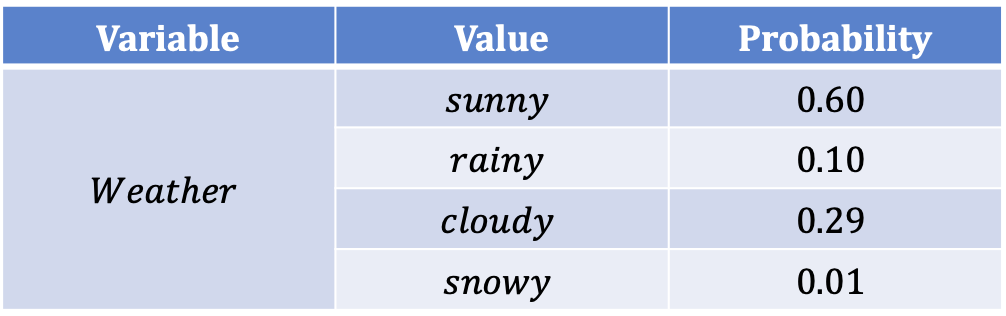 Variable Value Probability
sunny 0.60
rainy 0.10
Weather
cloudy 0.29
snowy 0.01